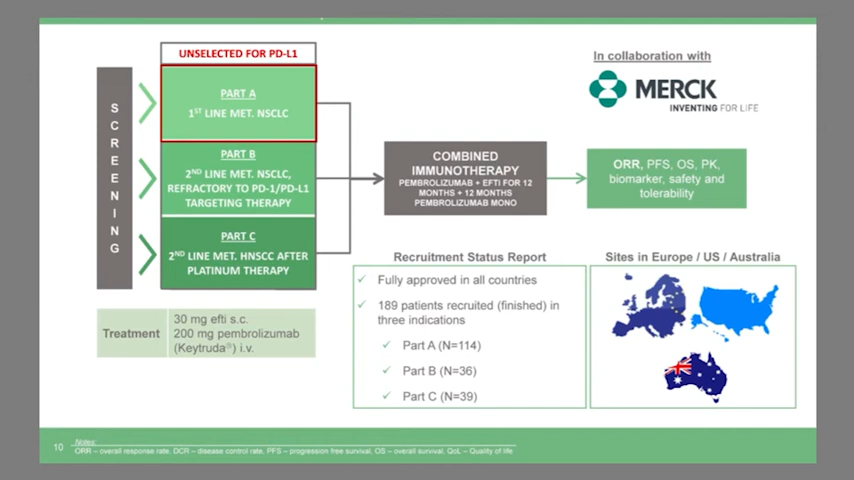 UNSELECTED FOR PD-L1
SCREENING
PART A
1ST LINE MET. NSCLC
PART B
2ND LINE MET. NSCLC,
REFRACTORY TO PD-1/PD-L1
TARGETING THERAPY
PART C
2ND LINE MET. HNSCC AFTER
PLATINUM THERAPY
COMBINED
IMMUNOTHERAPY
PEMBROLIZUMAB + EFTI FOR 12
MONTHS + 12 MONTHS
PEMBROLIZUMAB MONO
In collaboration with
MERCK
INVENTING FOR LIFE
ORR, PFS, OS, PK,
biomarker, safety and
tolerability
Treatment
30 mg efti s.c.
200 mg pembrolizumab
(Keytruda®) i.v.
Recruitment Status Report
✓ Fully approved in all countries
✓ 189 patients recruited (finished) in
three indications
✓ Part A (N=114)
✓ Part B (N=36)
✓ Part C (N=39)
Sites in Europe / US / Australia
10
Notes:
ORR – overall response rate, DCR – disease control rate, PFS – progression free survival, OS – overall survival, QoL – Quality of life